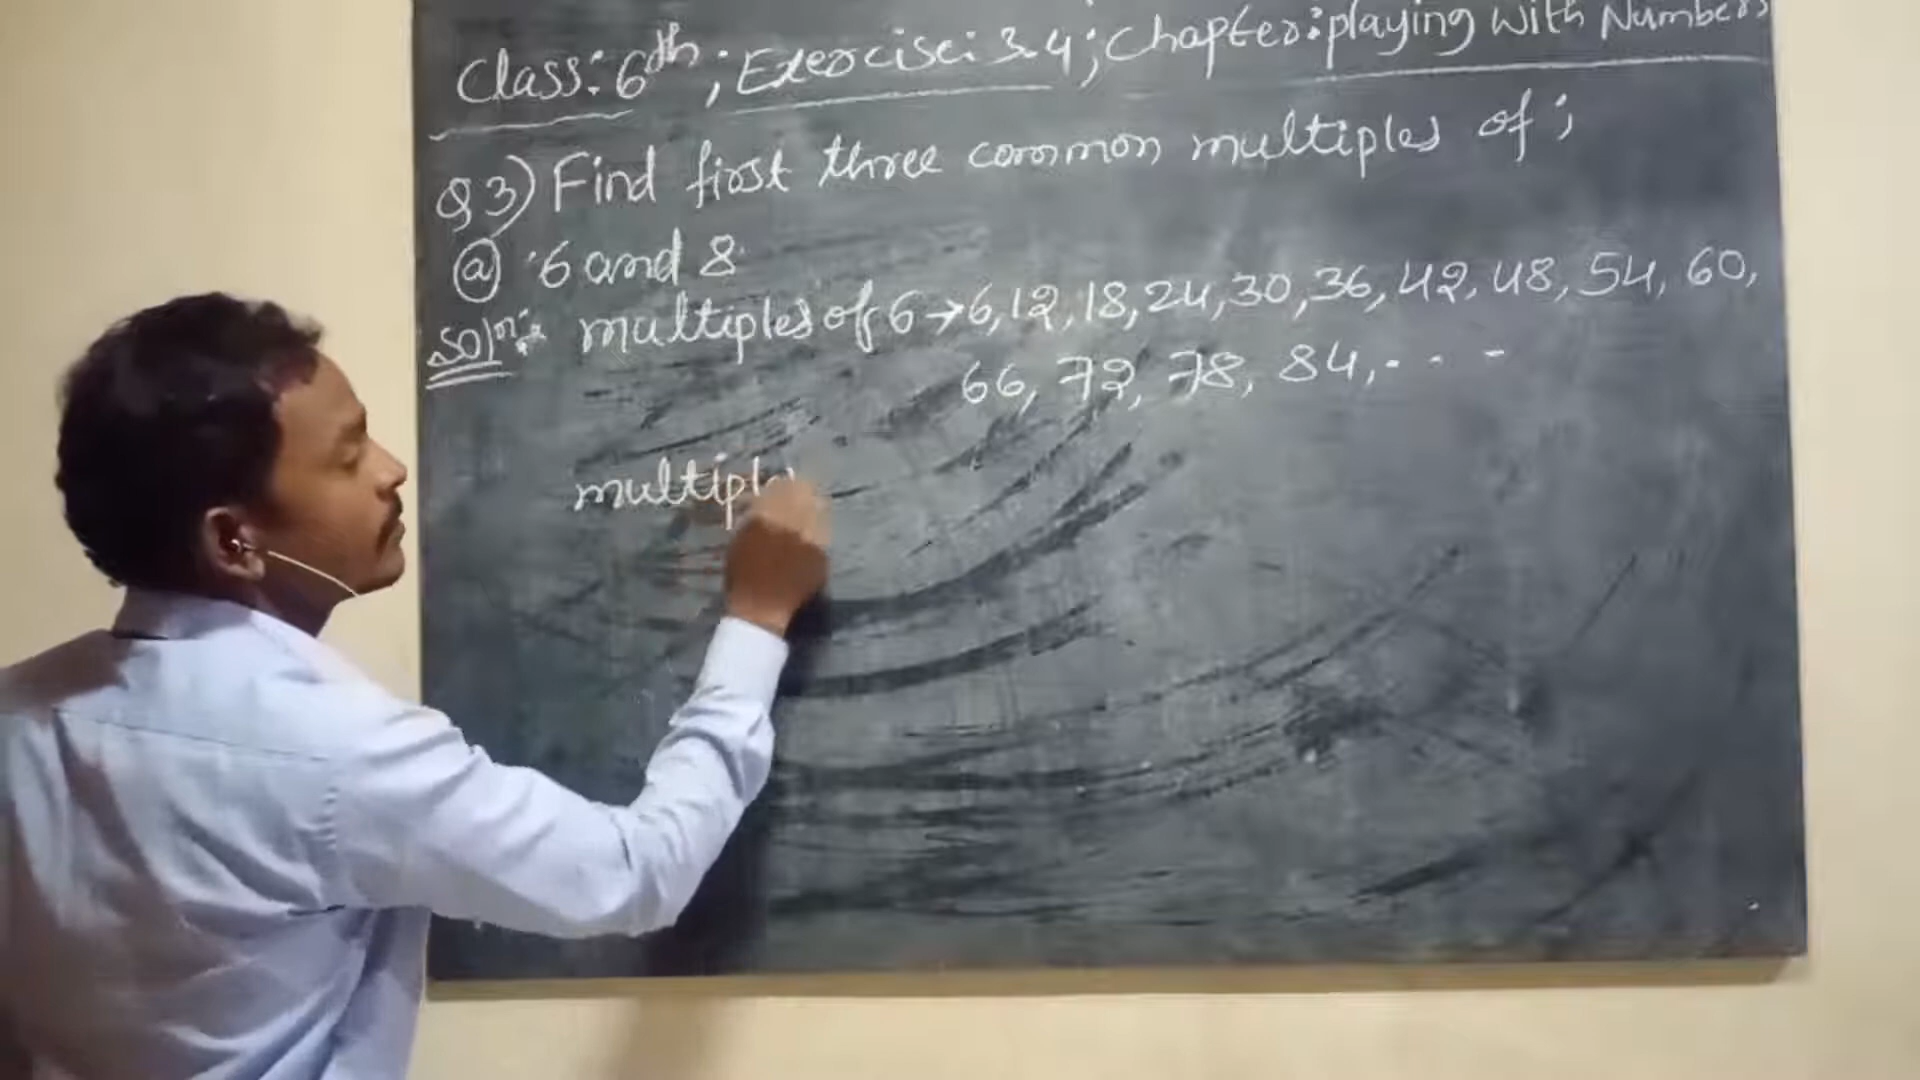 Class: 6th; Exercise: 3.4; Chapter: playing with Numbers
Q3) Find first three common multiples of;
(a) 6 and 8
Soln: multiples of 6 → 6, 12, 18, 24, 30, 36, 42, 48, 54, 60,
66, 72, 78, 84, - - -
multiple